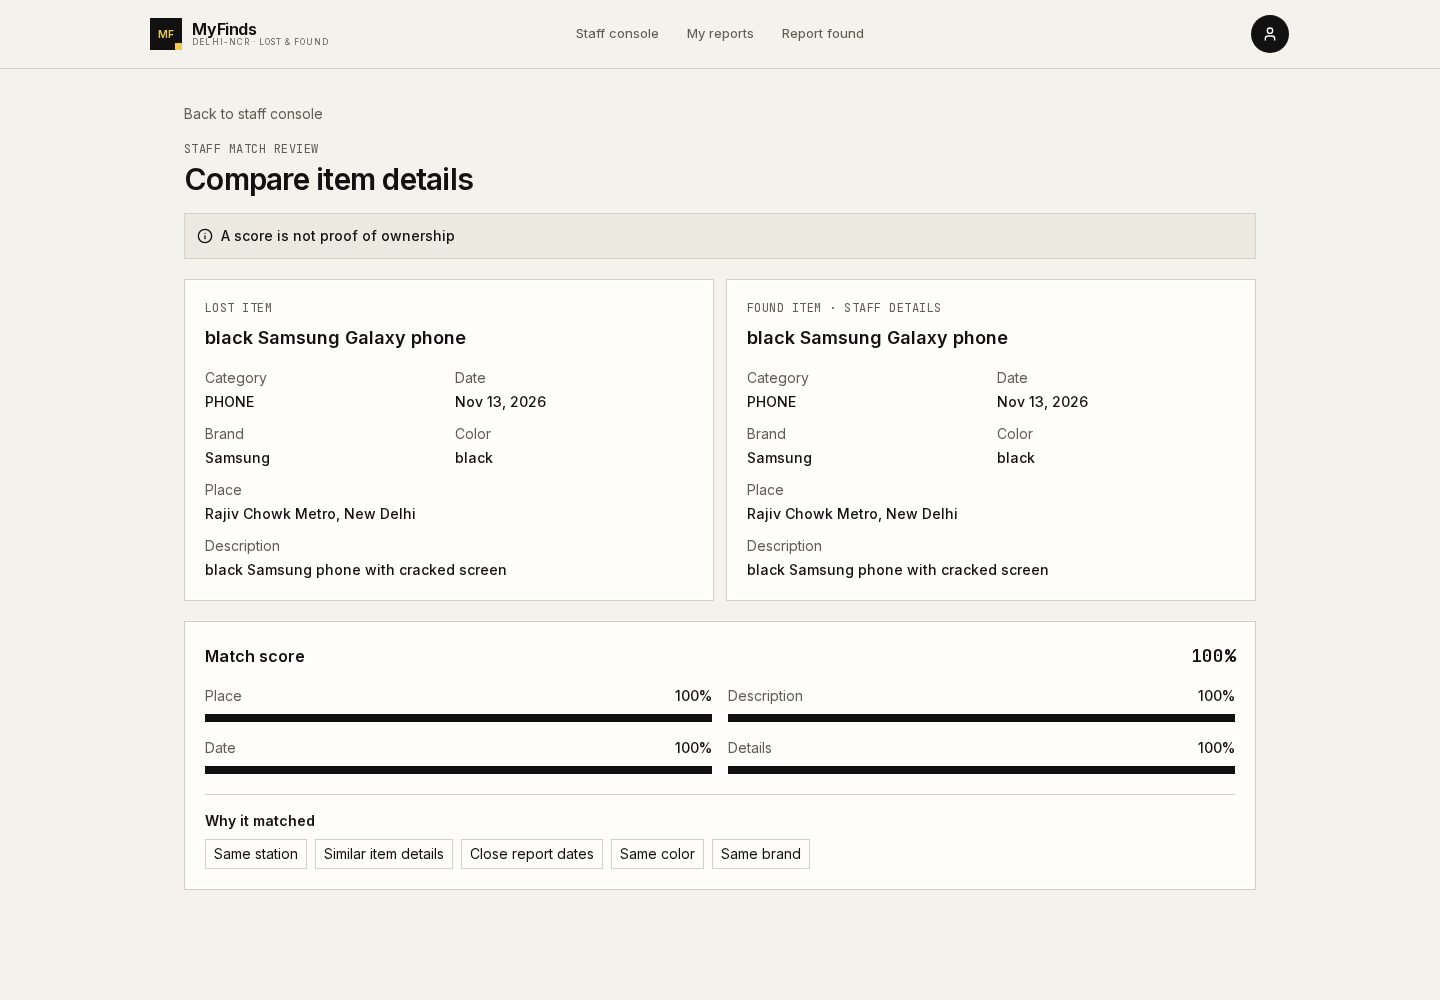 MF
MyFinds
DELHI-NCR · LOST & FOUND
Staff console
My reports
Report found
Back to staff console
STAFF MATCH REVIEW
Compare item details
A score is not proof of ownership
LOST ITEM
black Samsung Galaxy phone
Category
Date
PHONE
Nov 13, 2026
Brand
Color
Samsung
black
Place
Rajiv Chowk Metro, New Delhi
Description
black Samsung phone with cracked screen
FOUND ITEM · STAFF DETAILS
black Samsung Galaxy phone
Category
Date
PHONE
Nov 13, 2026
Brand
Color
Samsung
black
Place
Rajiv Chowk Metro, New Delhi
Description
black Samsung phone with cracked screen
Match score
100%
Place
100%
Description
100%
Date
100%
Details
100%
Why it matched
Same station
Similar item details
Close report dates
Same color
Same brand